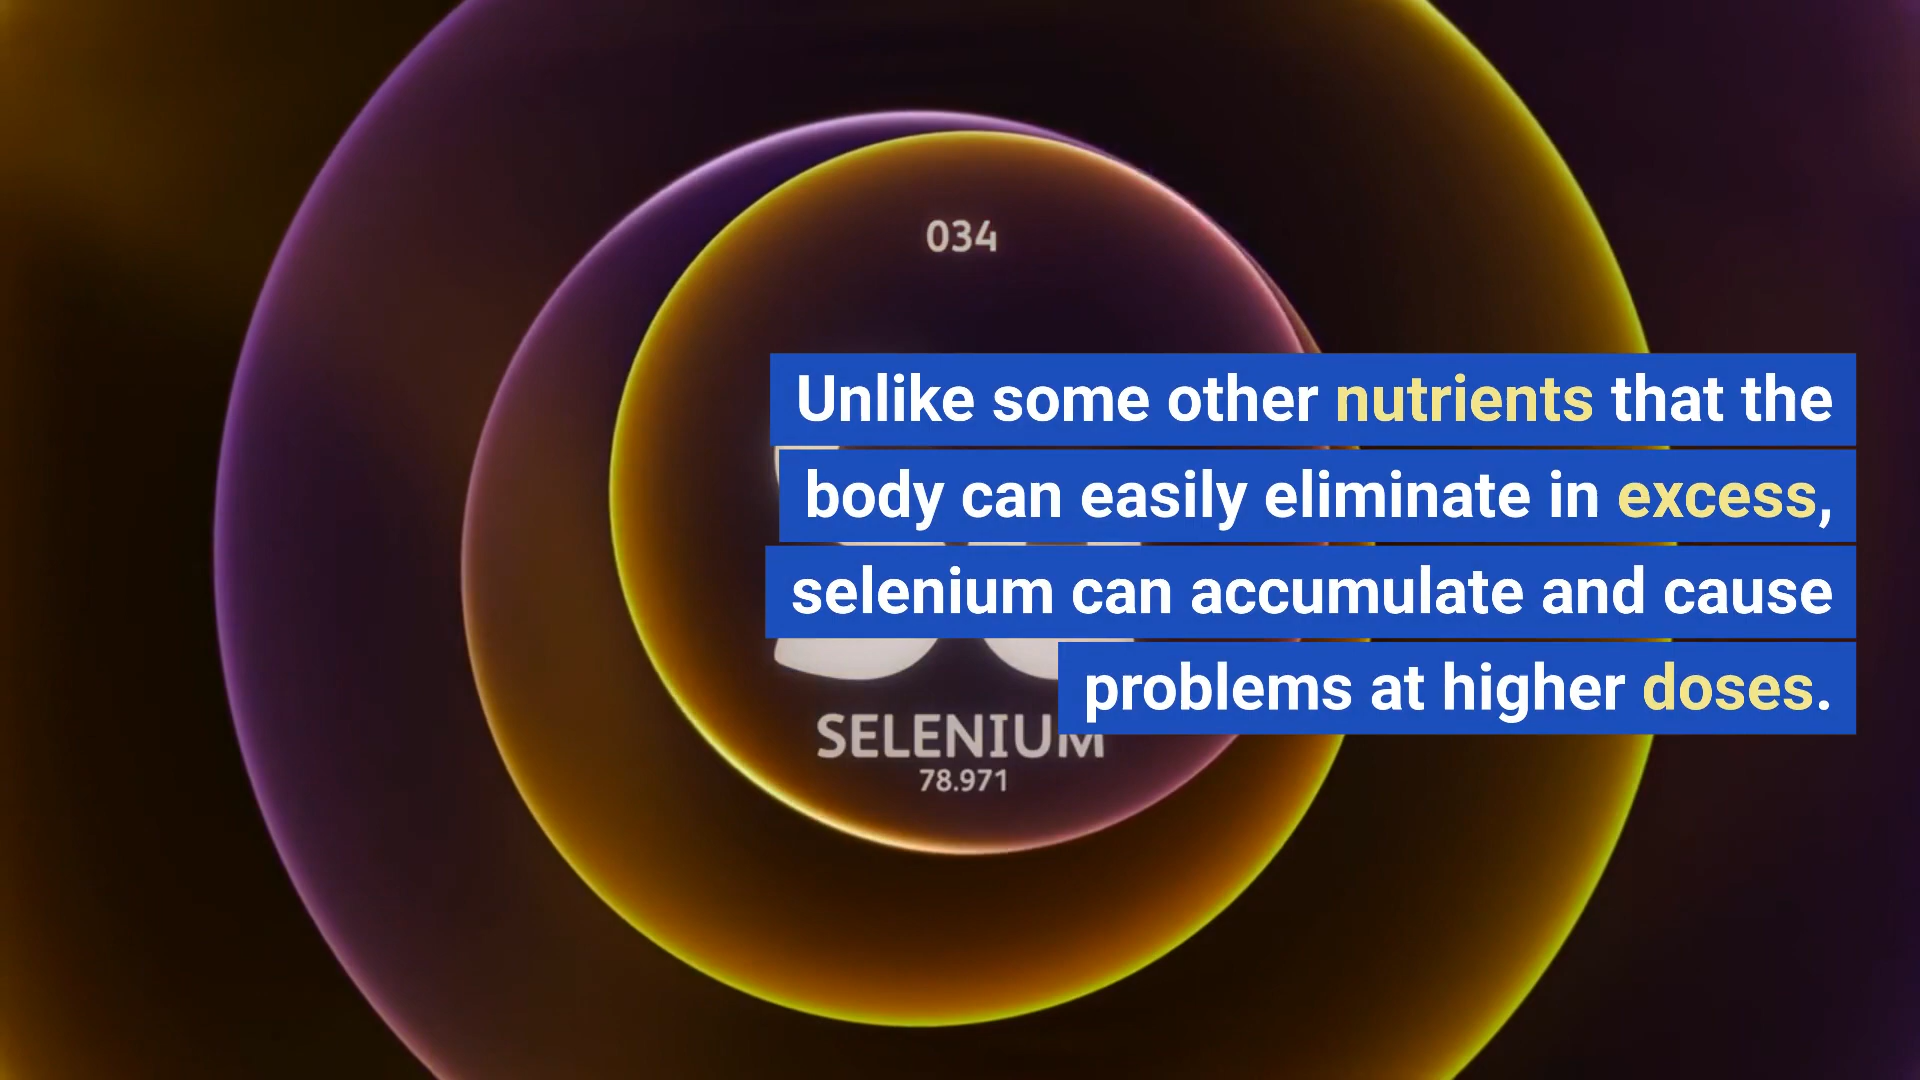 034
Unlike some other nutrients that the
body can easily eliminate in excess,
selenium can accumulate and cause
problems at higher doses.
SELENIUM
78.971